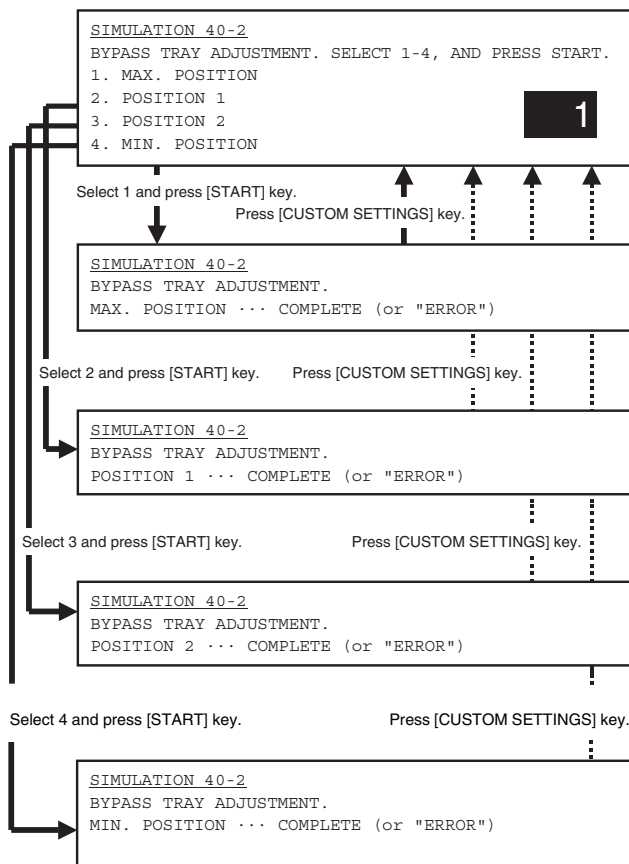 SIMULATION 40-2
BYPASS TRAY ADJUSTMENT. SELECT 1-4, AND PRESS START.
1. MAX. POSITION
2. POSITION 1
3. POSITION 2
4. MIN. POSITION
1
Select 1 and press [START] key.
Press [CUSTOM SETTINGS] key.
SIMULATION 40-2
BYPASS TRAY ADJUSTMENT.
MAX. POSITION ··· COMPLETE (or "ERROR")
Select 2 and press [START] key. Press [CUSTOM SETTINGS] key.
SIMULATION 40-2
BYPASS TRAY ADJUSTMENT.
POSITION 1 ··· COMPLETE (or "ERROR")
Select 3 and press [START] key. Press [CUSTOM SETTINGS] key.
SIMULATION 40-2
BYPASS TRAY ADJUSTMENT.
POSITION 2 ··· COMPLETE (or "ERROR")
Select 4 and press [START] key. Press [CUSTOM SETTINGS] key.
SIMULATION 40-2
BYPASS TRAY ADJUSTMENT.
MIN. POSITION ··· COMPLETE (or "ERROR")